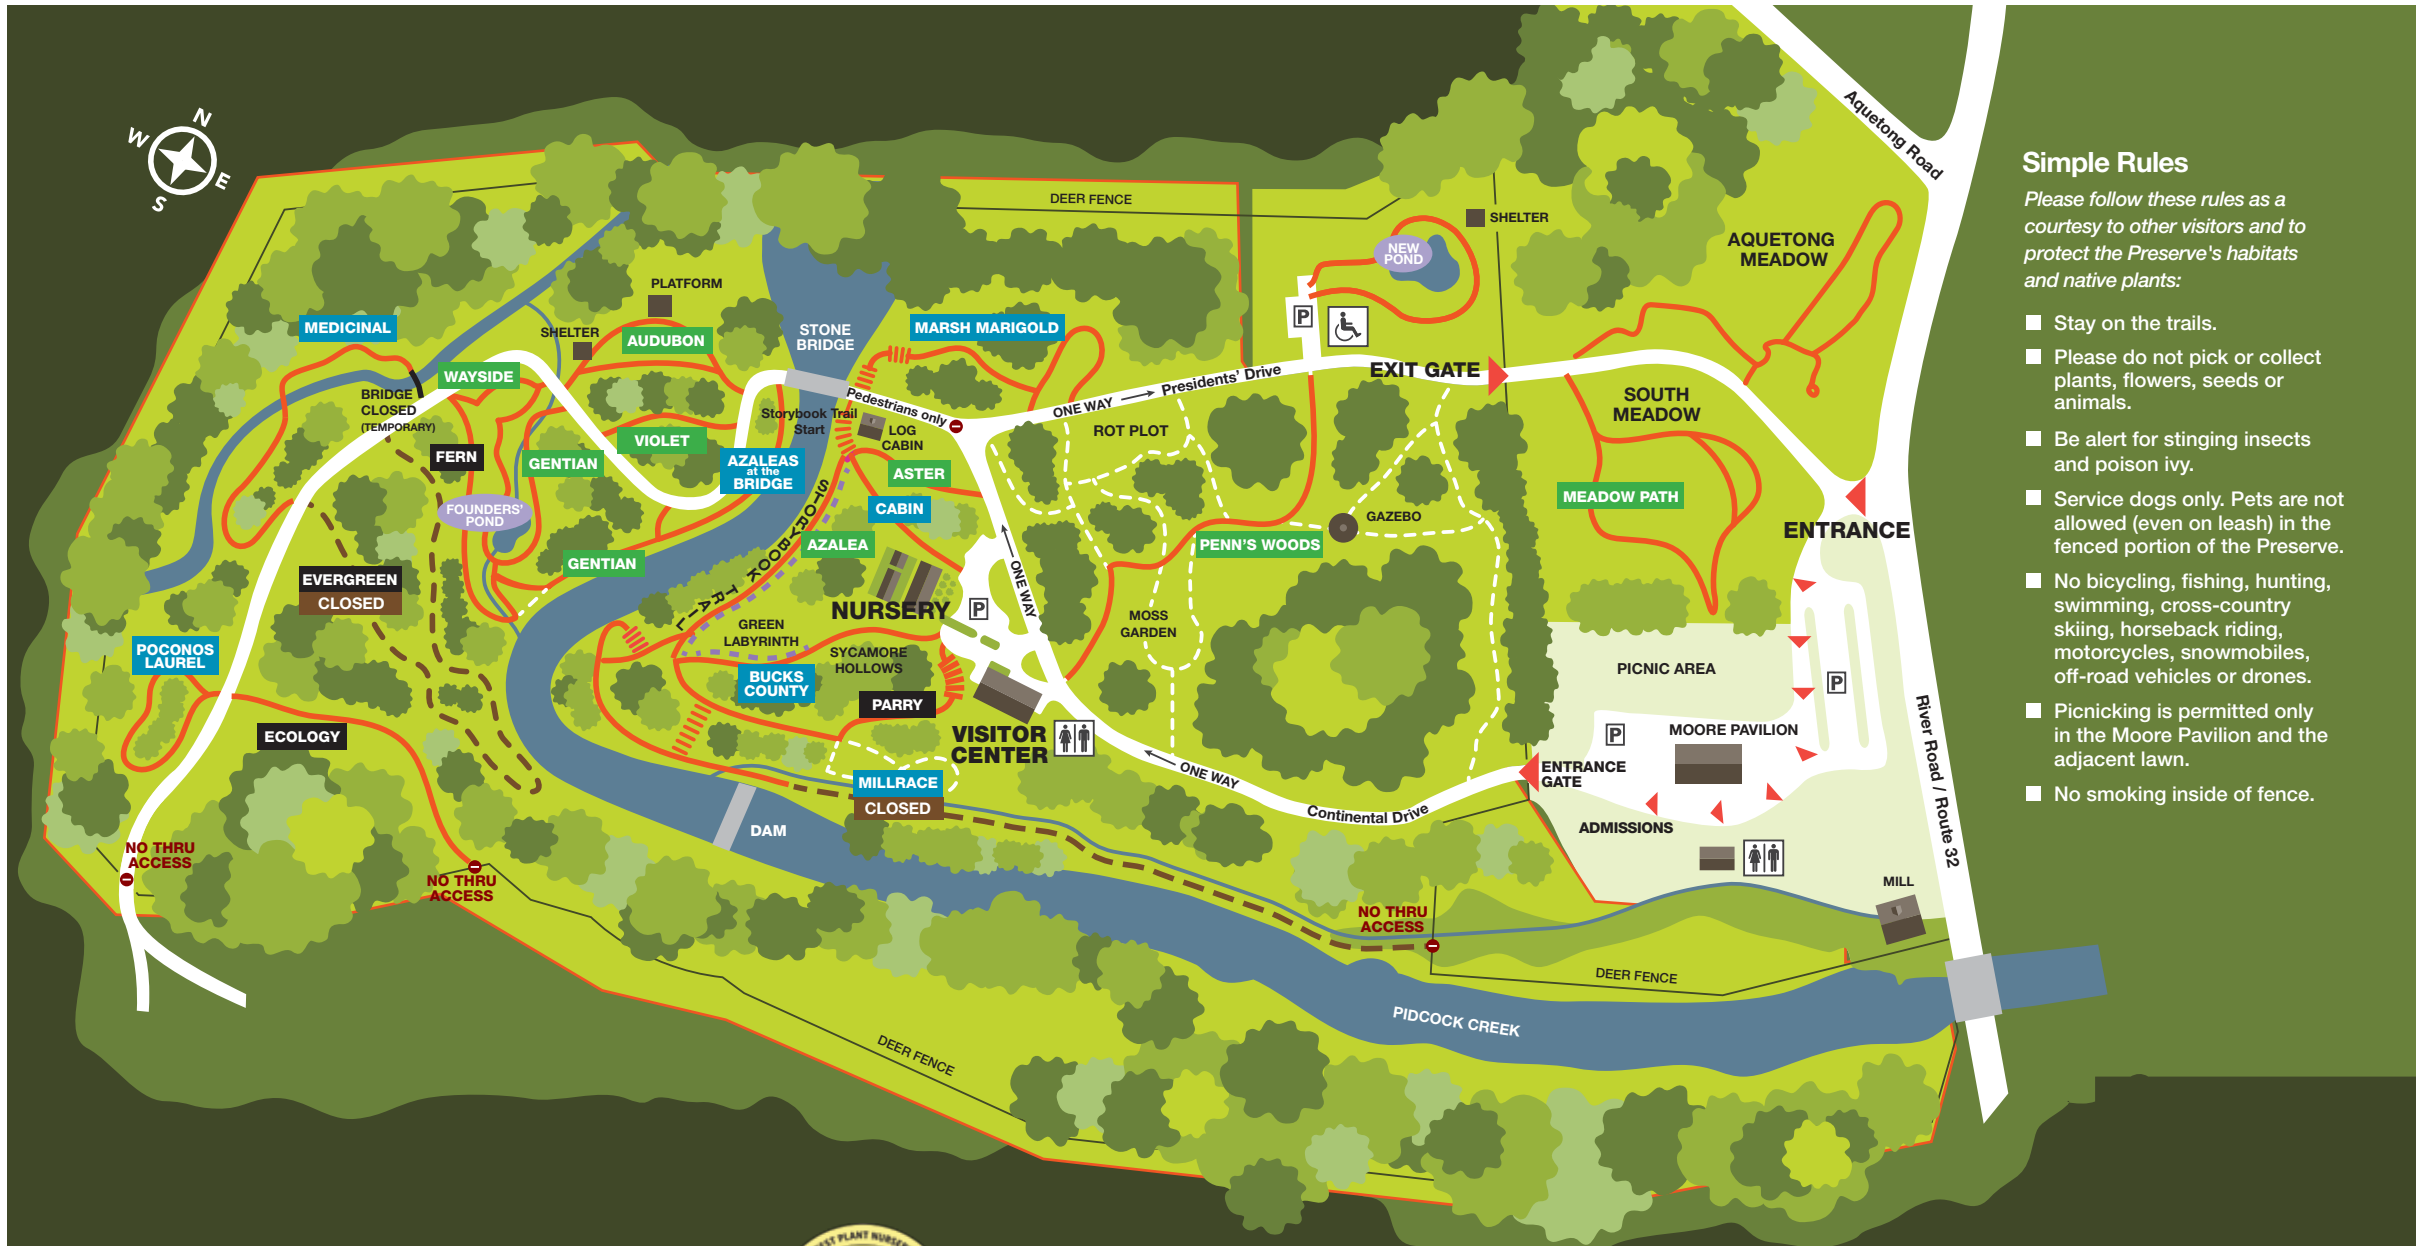 N
W
E
S
Aquetong Road
Simple Rules
Please follow these rules as a
courtesy to other visitors and to
protect the Preserve's habitats
and native plants:
Stay on the trails.
Please do not pick or collect
plants, flowers, seeds or
animals.
Be alert for stinging insects
and poison ivy.
Service dogs only. Pets are not
allowed (even on leash) in the
fenced portion of the Preserve.
No bicycling, fishing, hunting,
swimming, cross-country
skiing, horseback riding,
motorcycles, snowmobiles,
off-road vehicles or drones.
Picnicking is permitted only
in the Moore Pavilion and the
adjacent lawn.
No smoking inside of fence.
DEER FENCE
SHELTER
NEW
POND
AQUETONG
MEADOW
PLATFORM
MEDICINAL
SHELTER
AUDUBON
STONE
BRIDGE
MARSH MARIGOLD
P
WAYSIDE
BRIDGE
CLOSED
(TEMPORARY)
EXIT GATE
Presidents' Drive
ONE WAY
Pedestrians only
Storybook Trail
Start
LOG
CABIN
ROT PLOT
SOUTH
MEADOW
VIOLET
FERN
GENTIAN
AZALEAS
at the
BRIDGE
ASTER
MEADOW PATH
STORYBOOK TRAIL
CABIN
FOUNDERS'
POND
GAZEBO
ENTRANCE
AZALEA
PENN'S WOODS
GENTIAN
ONE WAY
EVERGREEN
CLOSED
NURSERY
P
MOSS
GARDEN
GREEN
LABYRINTH
POCONOS
LAUREL
SYCAMORE
HOLLOWS
PICNIC AREA
P
BUCKS
COUNTY
PARRY
ECOLOGY
VISITOR
CENTER
P
MOORE PAVILION
River Road / Route 32
ONE WAY
ENTRANCE
GATE
MILLRACE
CLOSED
Continental Drive
DAM
ADMISSIONS
NO THRU
ACCESS
NO THRU
ACCESS
MILL
NO THRU
ACCESS
DEER FENCE
PIDCOCK CREEK
DEER FENCE
PLANT